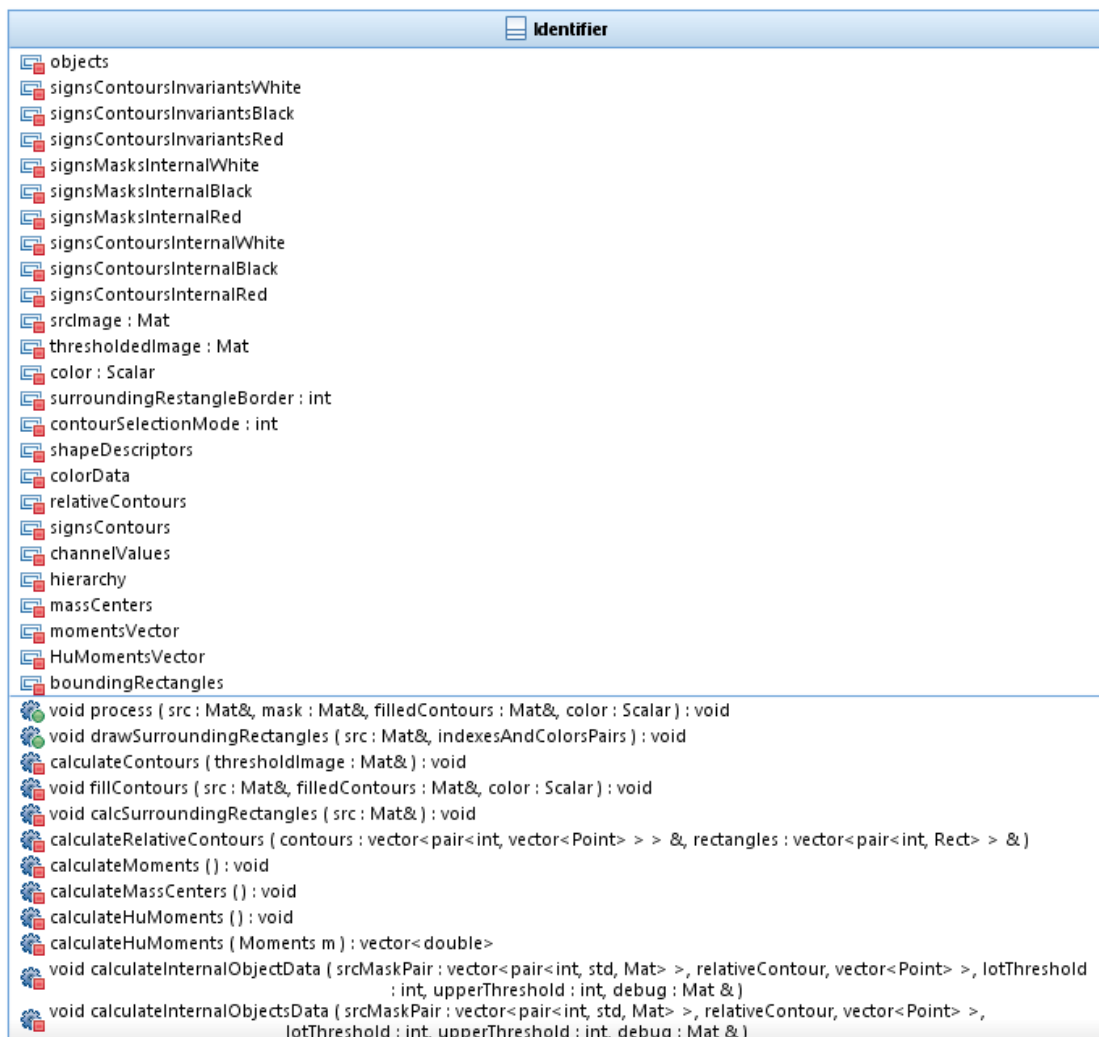 Identifier
objects
signsContoursInvariantsWhite
signsContoursInvariantsBlack
signsContoursInvariantsRed
signsMasksInternalWhite
signsMasksInternalBlack
signsMasksInternalRed
signsContoursInternalWhite
signsContoursInternalBlack
signsContoursInternalRed
srcImage : Mat
thresholdedImage : Mat
color : Scalar
surroundingRestangleBorder : int
contourSelectionMode : int
shapeDescriptors
colorData
relativeContours
signsContours
channelValues
hierarchy
massCenters
momentsVector
HuMomentsVector
boundingRectangles
void process ( src : Mat&, mask : Mat&, filledContours : Mat&, color : Scalar ) : void
void drawSurroundingRectangles ( src : Mat&, indexesAndColorsPairs ) : void
calculateContours ( thresholdImage : Mat& ) : void
void fillContours ( src : Mat&, filledContours : Mat&, color : Scalar ) : void
void calcSurroundingRectangles ( src : Mat& ) : void
calculateRelativeContours ( contours : vector<pair<int, vector<Point> > > &, rectangles : vector<pair<int, Rect> > & )
calculateMoments ( ) : void
calculateMassCenters ( ) : void
calculateHuMoments ( ) : void
calculateHuMoments ( Moments m ) : vector<double>
void calculateInternalObjectData ( srcMaskPair : vector<pair<int, std, Mat> >, relativeContour, vector<Point> >, lotThreshold
: int, upperThreshold : int, debug : Mat & )
void calculateInternalObjectsData ( srcMaskPair : vector<pair<int, std, Mat> >, relativeContour, vector<Point> >,
lotThreshold : int, upperThreshold : int, debug : Mat & )